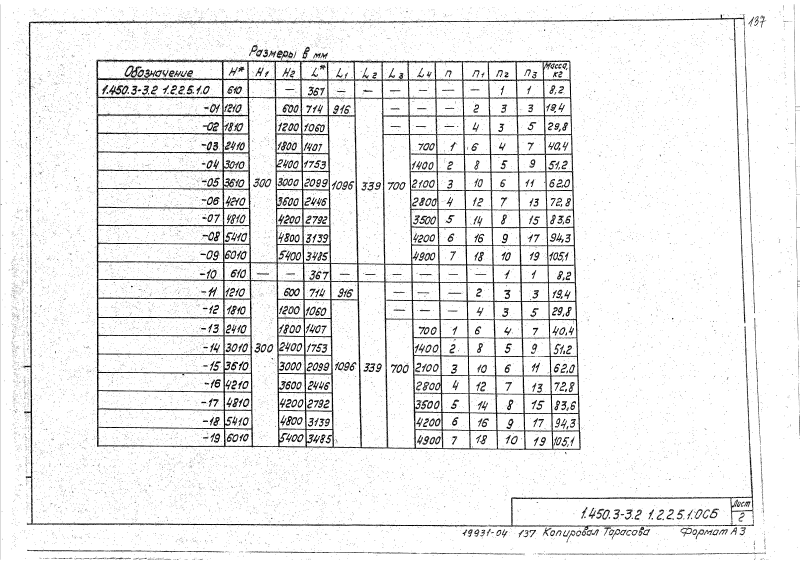 137
Размеры в мм
Обозначение H* H1 H2 L* L1 L2 L3 L4 n n1 n2 n3 Масса, кг
1.450.3-3.2 1.2.2.5.1.0 610 — 367 — — — — — 1 1 8,2
-01 1210 600 714 916 — — — 2 3 3 19,4
-02 1810 1200 1060 — — — 4 3 5 29,8
-03 2410 1800 1407 700 1 6 4 7 40,4
-04 3010 2400 1753 1400 2 8 5 9 51,2
-05 3610 300 3000 2099 1096 339 700 2100 3 10 6 11 62,0
-06 4210 3600 2446 2800 4 12 7 13 72,8
-07 4810 4200 2792 3500 5 14 8 15 83,6
-08 5410 4800 3139 4200 6 16 9 17 94,3
-09 6010 5400 3485 4900 7 18 10 19 105,1
-10 610 — — 367 — — — — — — 1 1 8,2
-11 1210 600 714 916 — — — 2 3 3 19,4
-12 1810 1200 1060 — — — 4 3 5 29,8
-13 2410 1800 1407 700 1 6 4 7 40,4
-14 3010 300 2400 1753 1400 2 8 5 9 51,2
-15 3610 3000 2099 1096 339 700 2100 3 10 6 11 62,0
-16 4210 3600 2446 2800 4 12 7 13 72,8
-17 4810 4200 2792 3500 5 14 8 15 83,6
-18 5410 4800 3139 4200 6 16 9 17 94,3
-19 6010 5400 3485 4900 7 18 10 19 105,1
1.450.3-3.2 1.2.2.5.1.0СБ
Лист
2
19931-04 137 Копировал Тарасова Формат А3